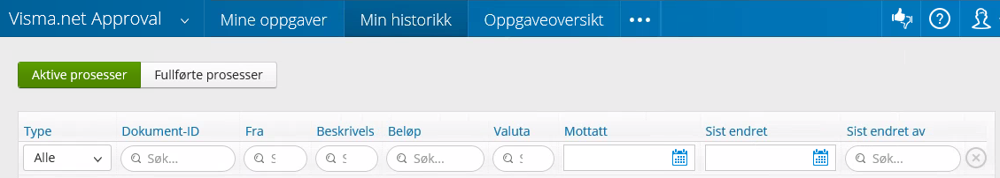 Visma.net Approval Mine oppgaver Min historikk Oppgaveoversikt
Aktive prosesser Fullførte prosesser
Type Dokument-ID Fra Beskrivels Beløp Valuta Mottatt Sist endret Sist endret av
Alle Søk... S Søk... S Søk...